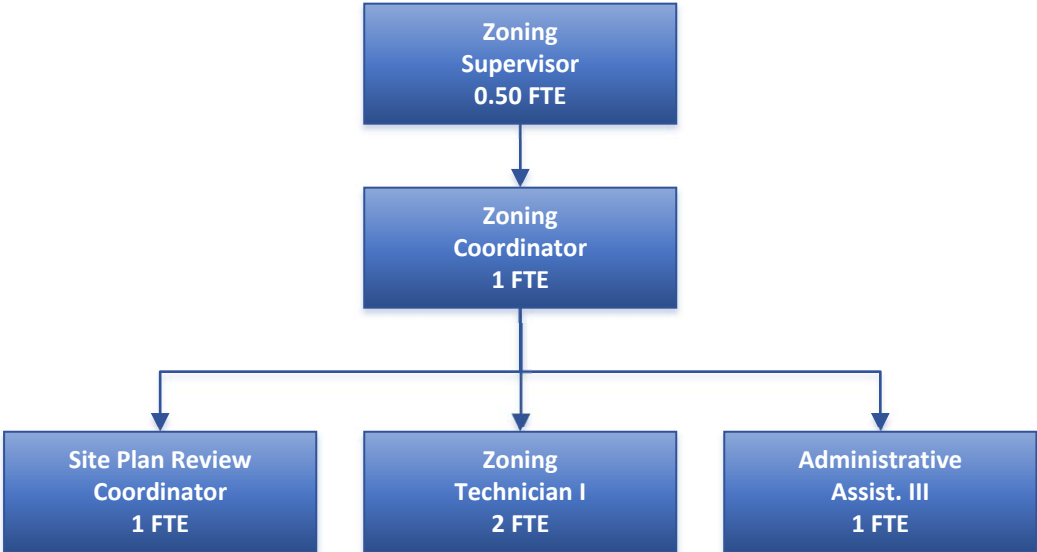 Zoning
Supervisor
0.50 FTE
Zoning
Coordinator
1 FTE
Site Plan Review
Coordinator
1 FTE
Zoning
Technician I
2 FTE
Administrative
Assist. III
1 FTE